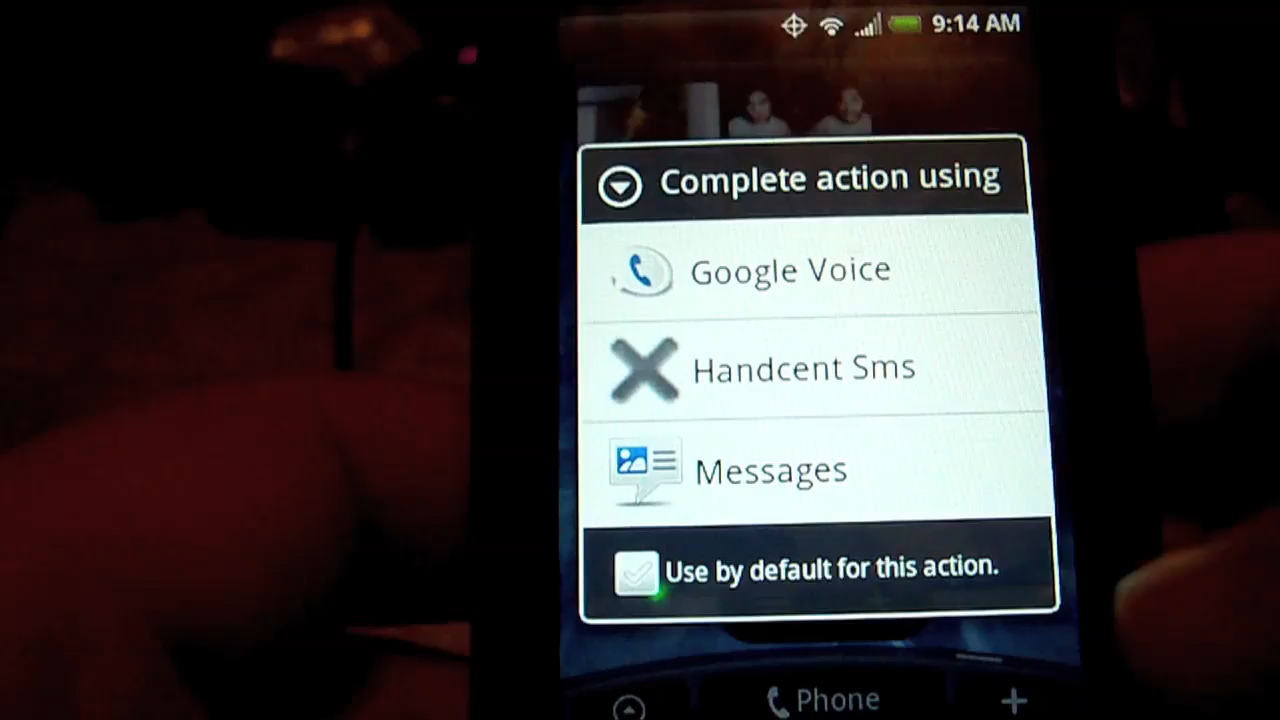 9:14 AM
Complete action using
Google Voice
Handcent Sms
Messages
Use by default for this action.
Phone